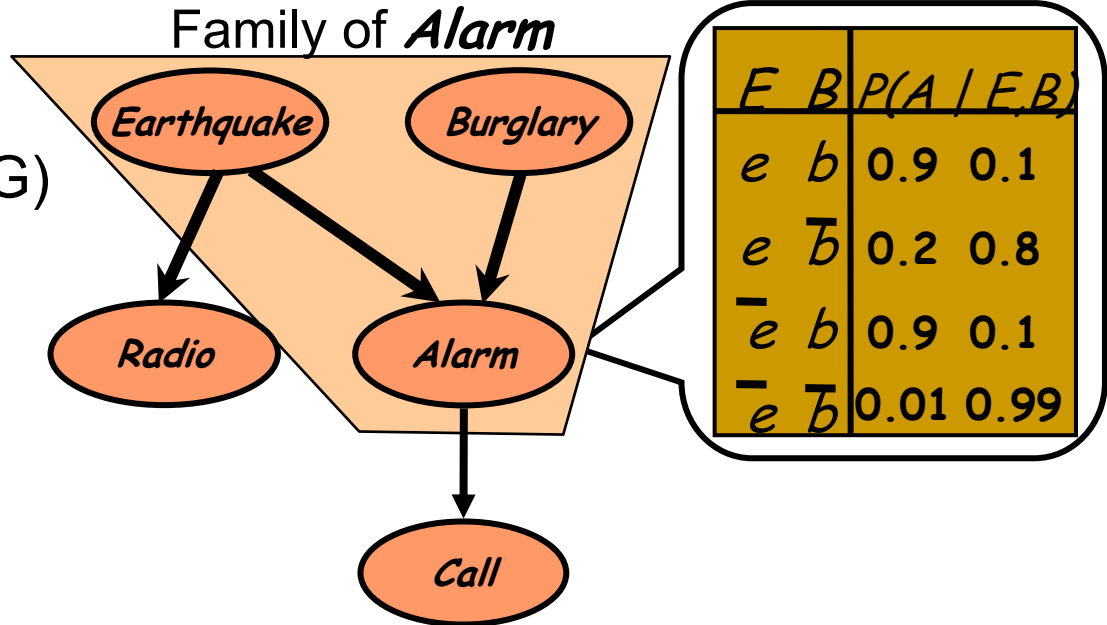 Family of Alarm
G)
Earthquake
Burglary
Radio
Alarm
Call
E B P(A | E,B)
e b 0.9 0.1
e b̅ 0.2 0.8
e̅ b 0.9 0.1
e̅ b̅ 0.01 0.99